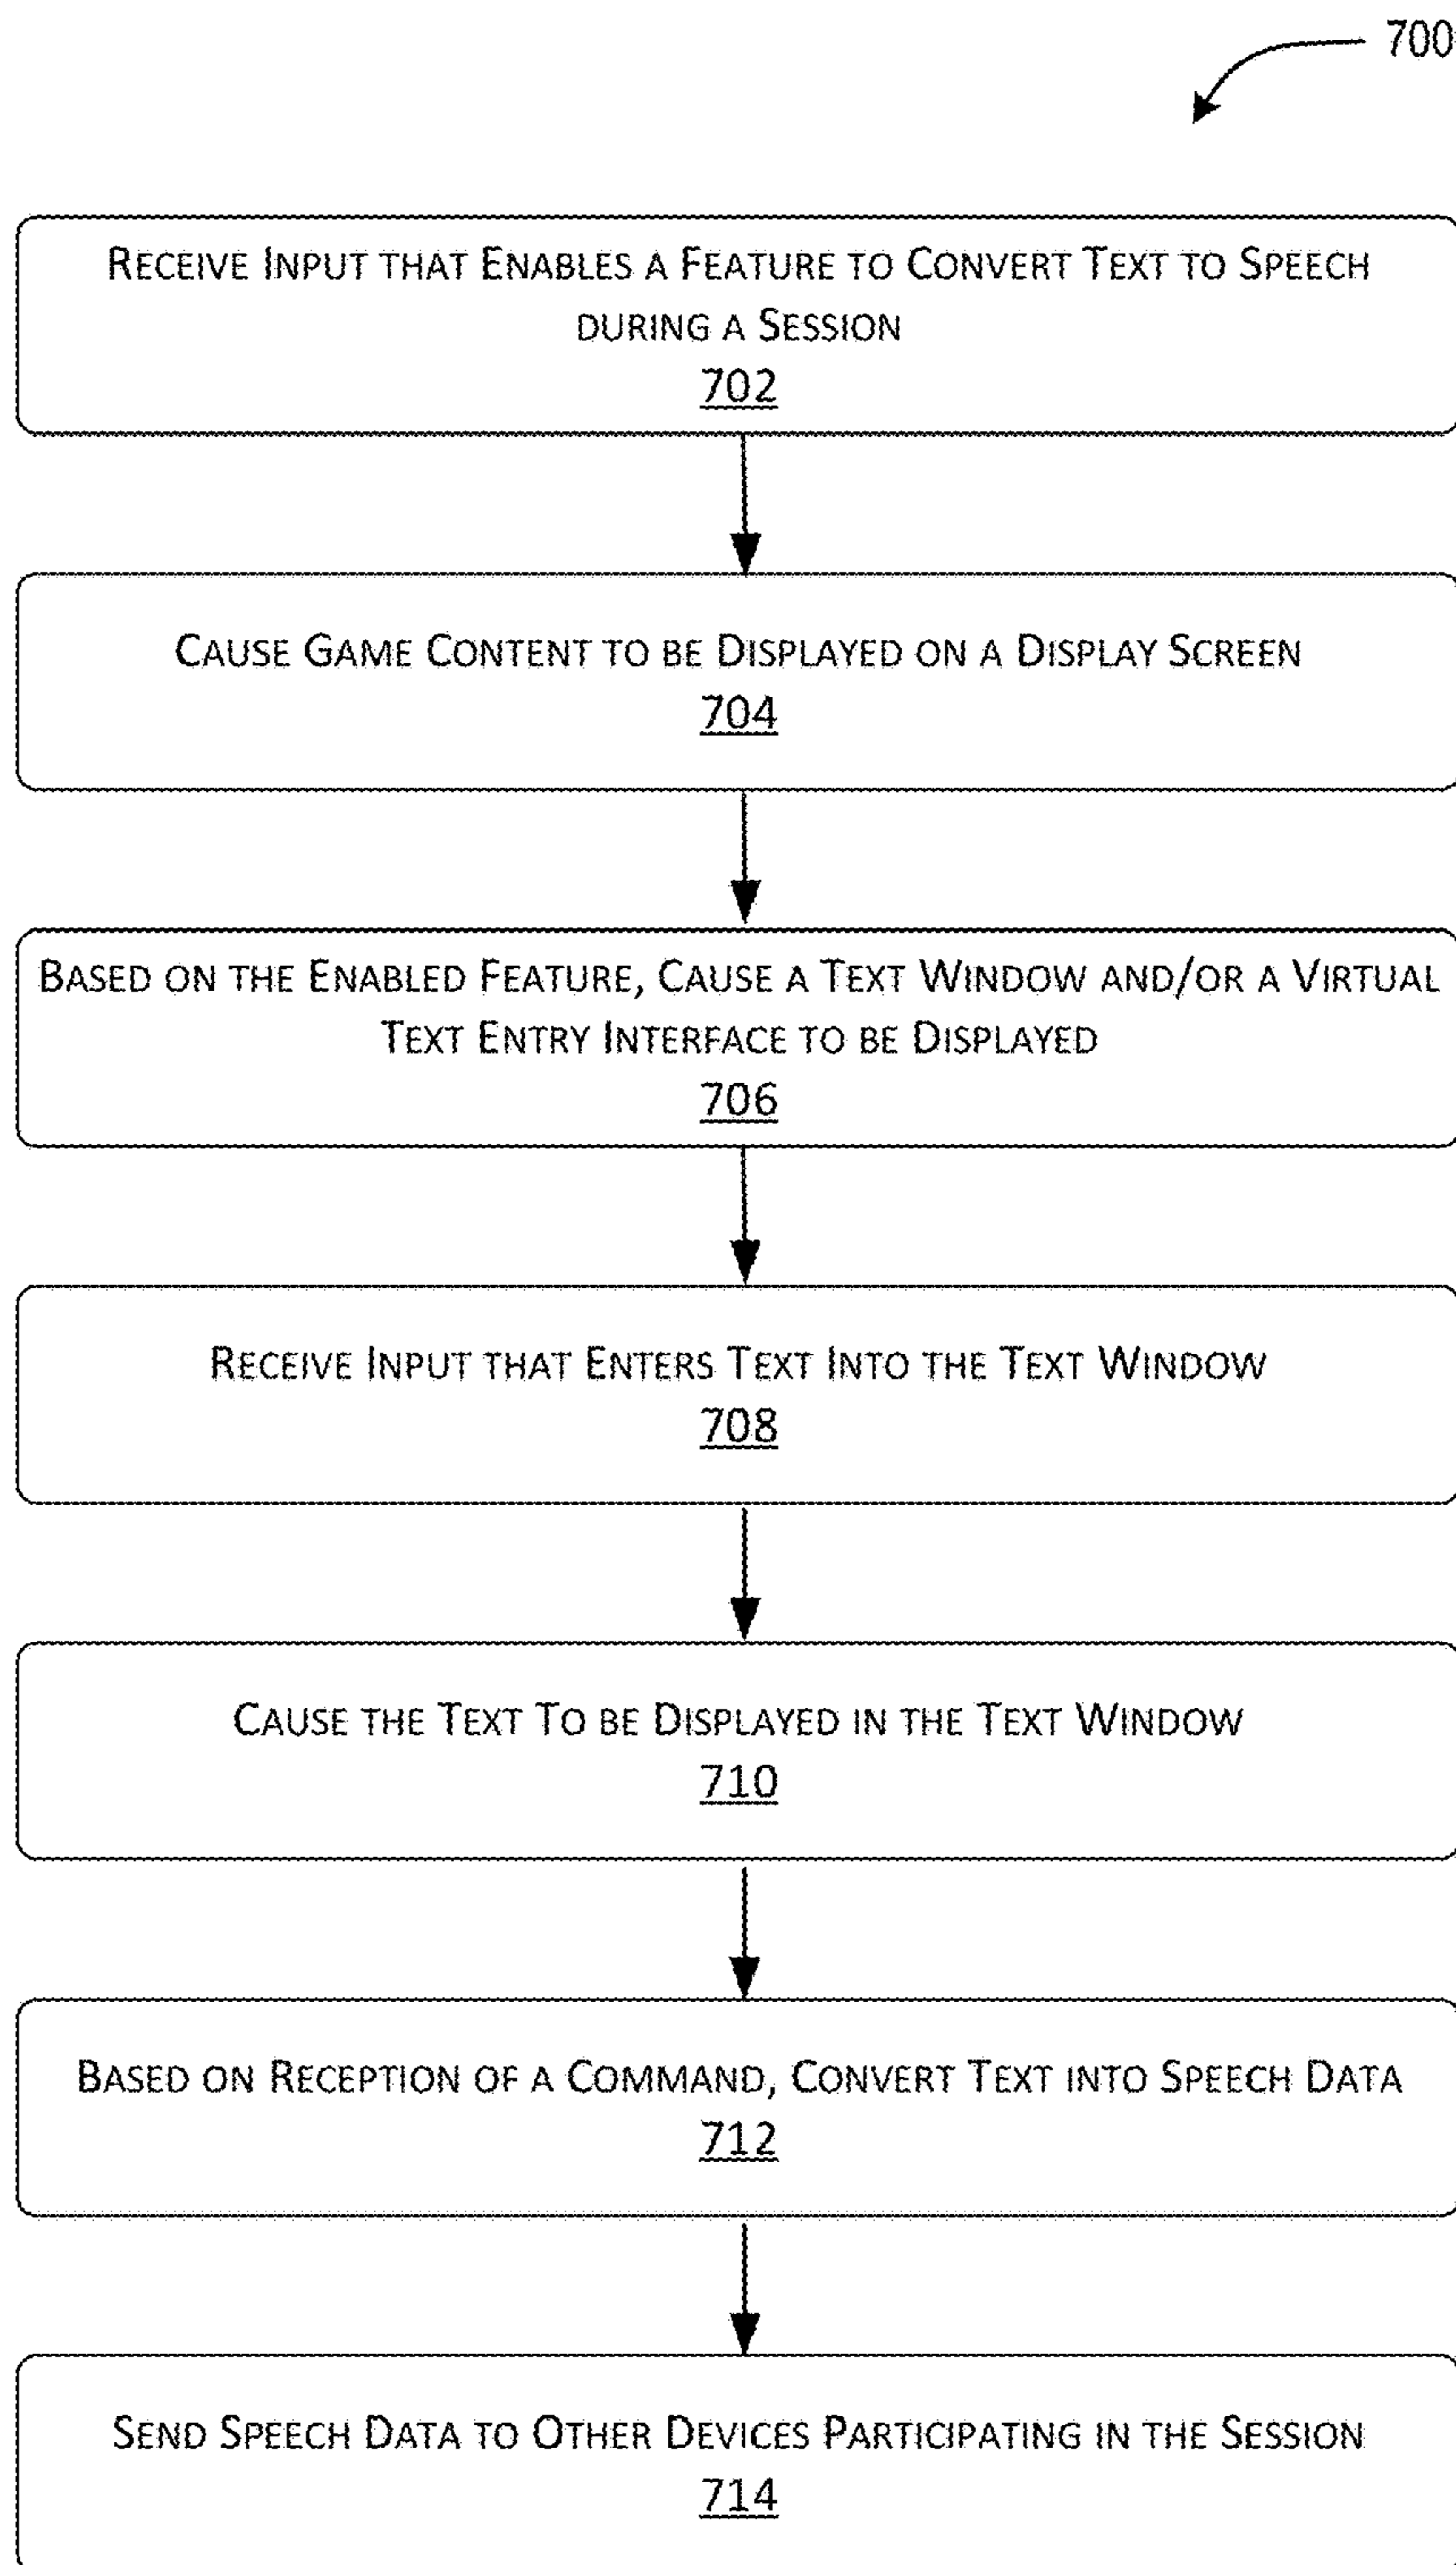 700
RECEIVE INPUT THAT ENABLES A FEATURE TO CONVERT TEXT TO SPEECH
DURING A SESSION
702
CAUSE GAME CONTENT TO BE DISPLAYED ON A DISPLAY SCREEN
704
BASED ON THE ENABLED FEATURE, CAUSE A TEXT WINDOW AND/OR A VIRTUAL
TEXT ENTRY INTERFACE TO BE DISPLAYED
706
RECEIVE INPUT THAT ENTERS TEXT INTO THE TEXT WINDOW
708
CAUSE THE TEXT TO BE DISPLAYED IN THE TEXT WINDOW
710
BASED ON RECEPTION OF A COMMAND, CONVERT TEXT INTO SPEECH DATA
712
SEND SPEECH DATA TO OTHER DEVICES PARTICIPATING IN THE SESSION
714